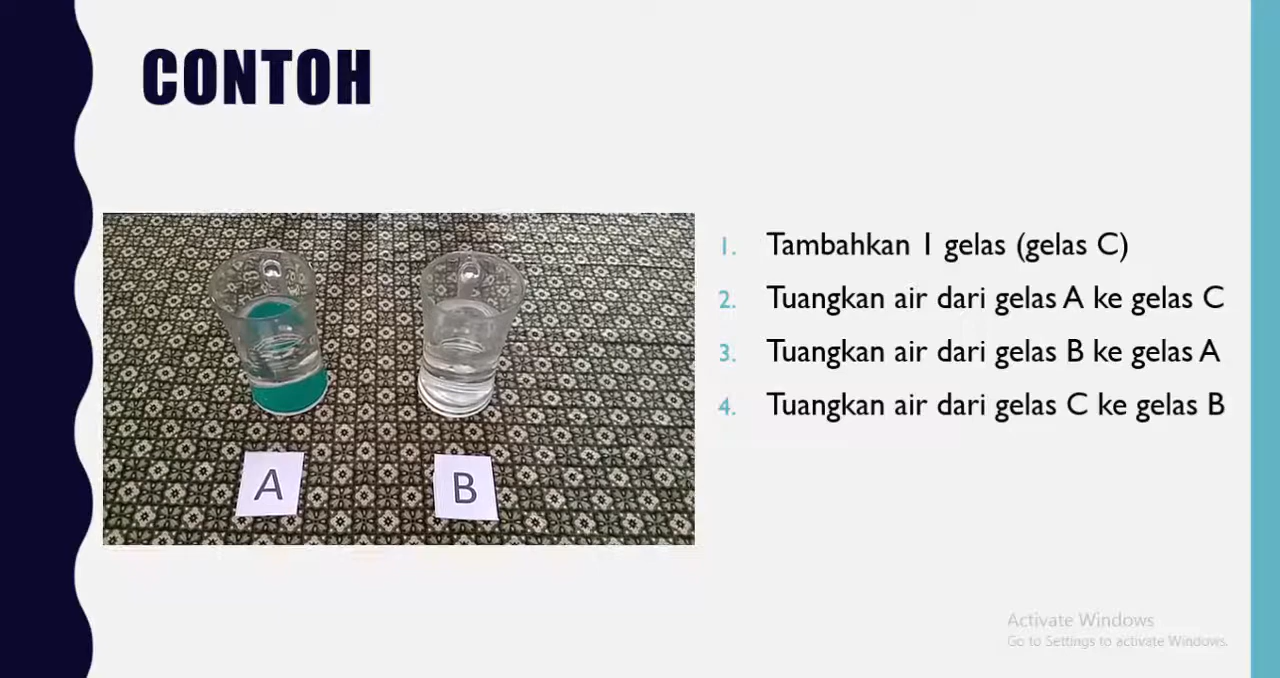 CONTOH
1. Tambahkan 1 gelas (gelas C)
2. Tuangkan air dari gelas A ke gelas C
3. Tuangkan air dari gelas B ke gelas A
4. Tuangkan air dari gelas C ke gelas B
A
B
Activate Windows
Go to Settings to activate Windows.